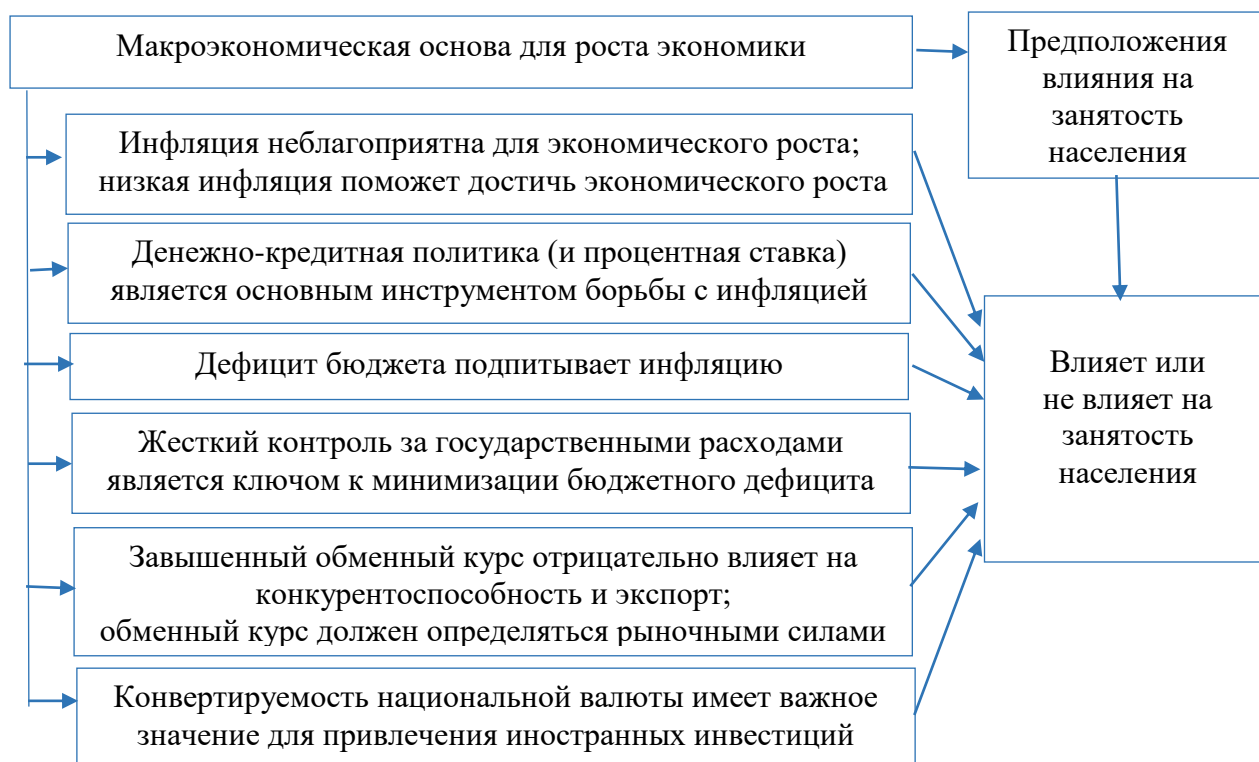 Макроэкономическая основа для роста экономики
Предположения
влияния на
занятость
населения
Инфляция неблагоприятна для экономического роста;
низкая инфляция поможет достичь экономического роста
Денежно-кредитная политика (и процентная ставка)
является основным инструментом борьбы с инфляцией
Дефицит бюджета подпитывает инфляцию
Жесткий контроль за государственными расходами
является ключом к минимизации бюджетного дефицита
Завышенный обменный курс отрицательно влияет на
конкурентоспособность и экспорт;
обменный курс должен определяться рыночными силами
Конвертируемость национальной валюты имеет важное
значение для привлечения иностранных инвестиций
Влияет или
не влияет на
занятость
населения